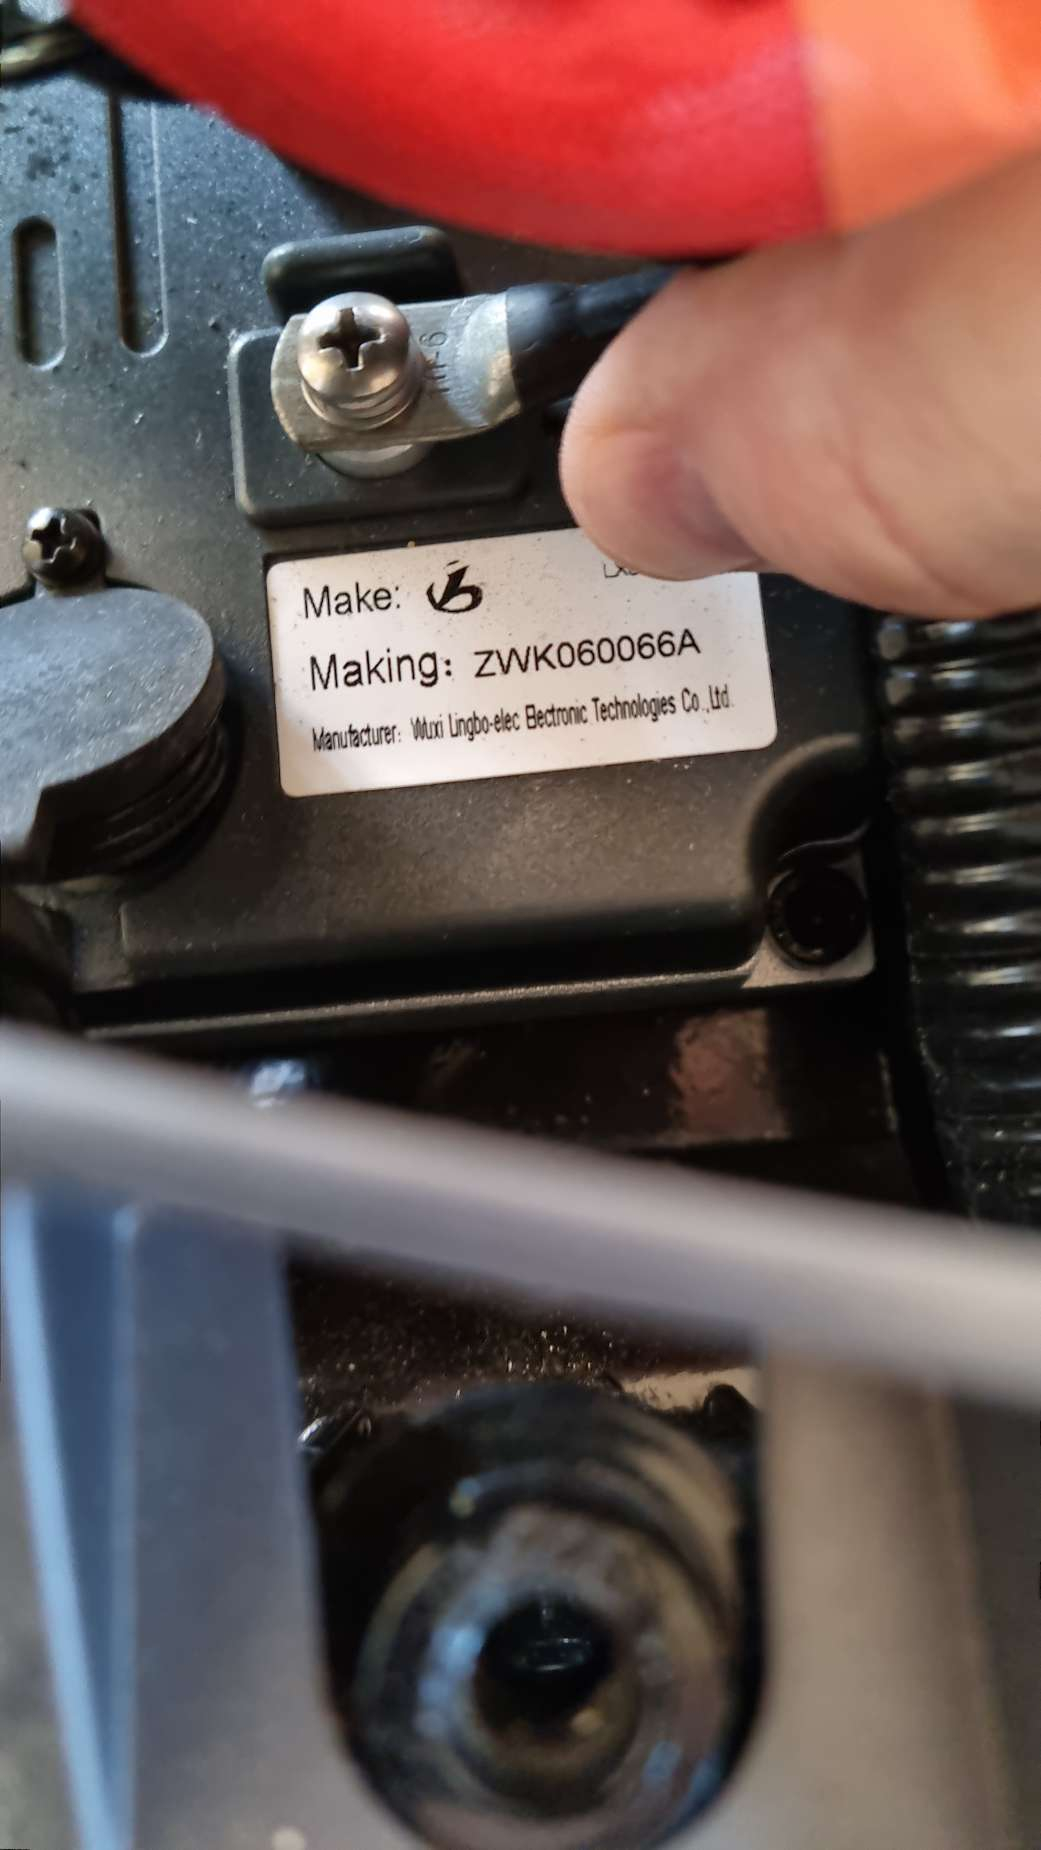 Make:
Making: ZWK060066A
Manufacturer: Wuxi Lingbo-elec Electronic Technologies Co.,Ltd.